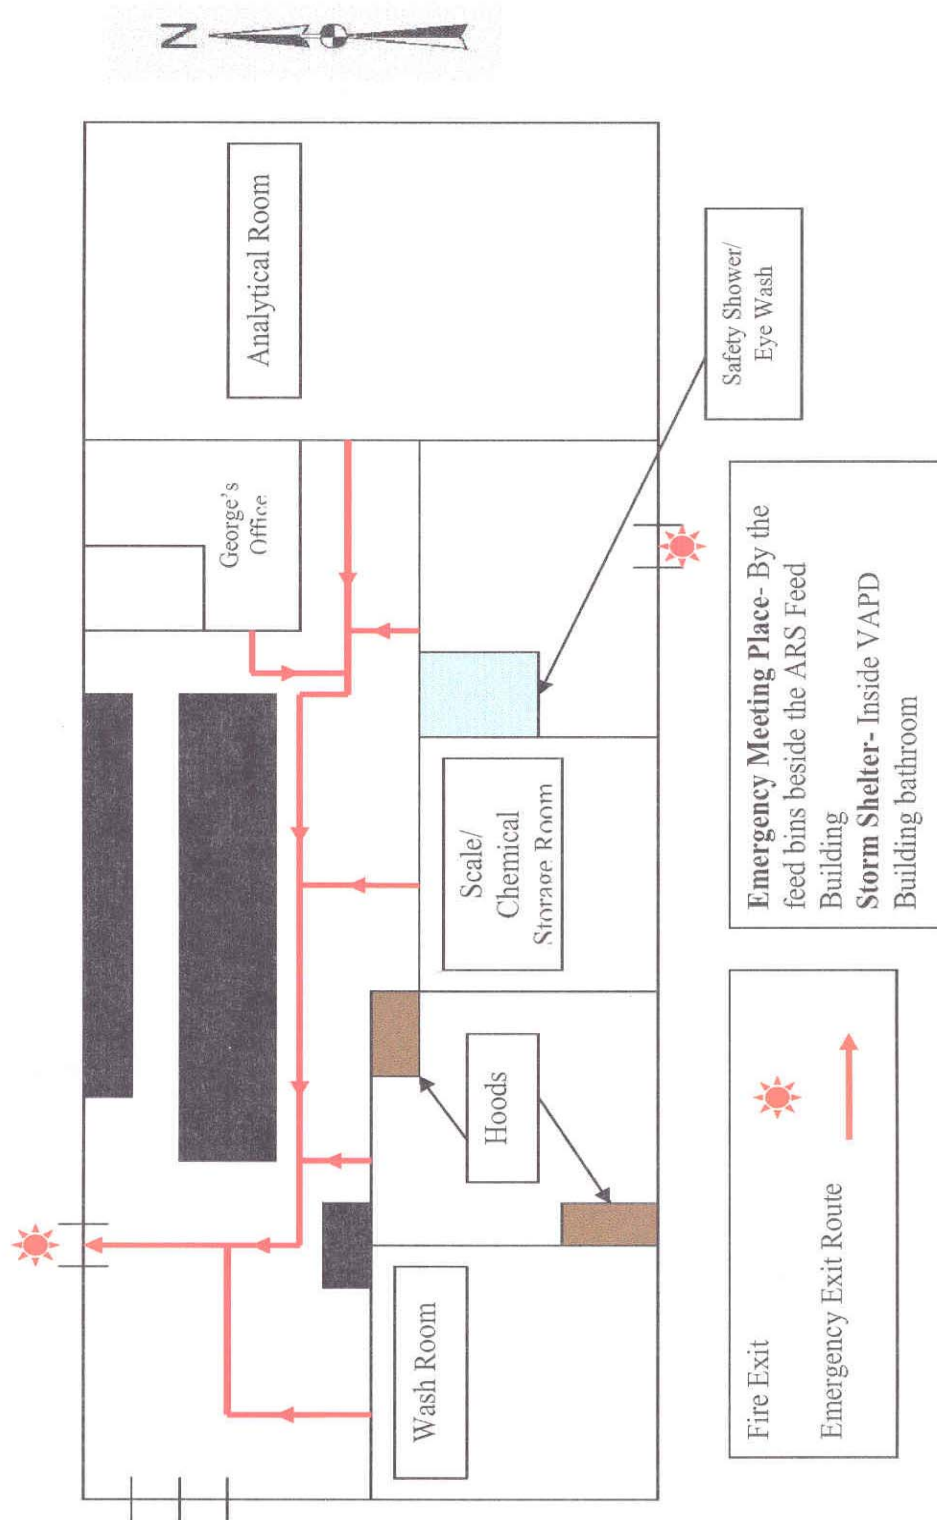 N
Analytical Room
George's
Office
Safety Shower/
Eye Wash
Scale/
Chemical
Storage Room
Hoods
Wash Room
Emergency Meeting Place- By the
feed bins beside the ARS Feed
Building
Storm Shelter- Inside VAPD
Building bathroom
Fire Exit
Emergency Exit Route